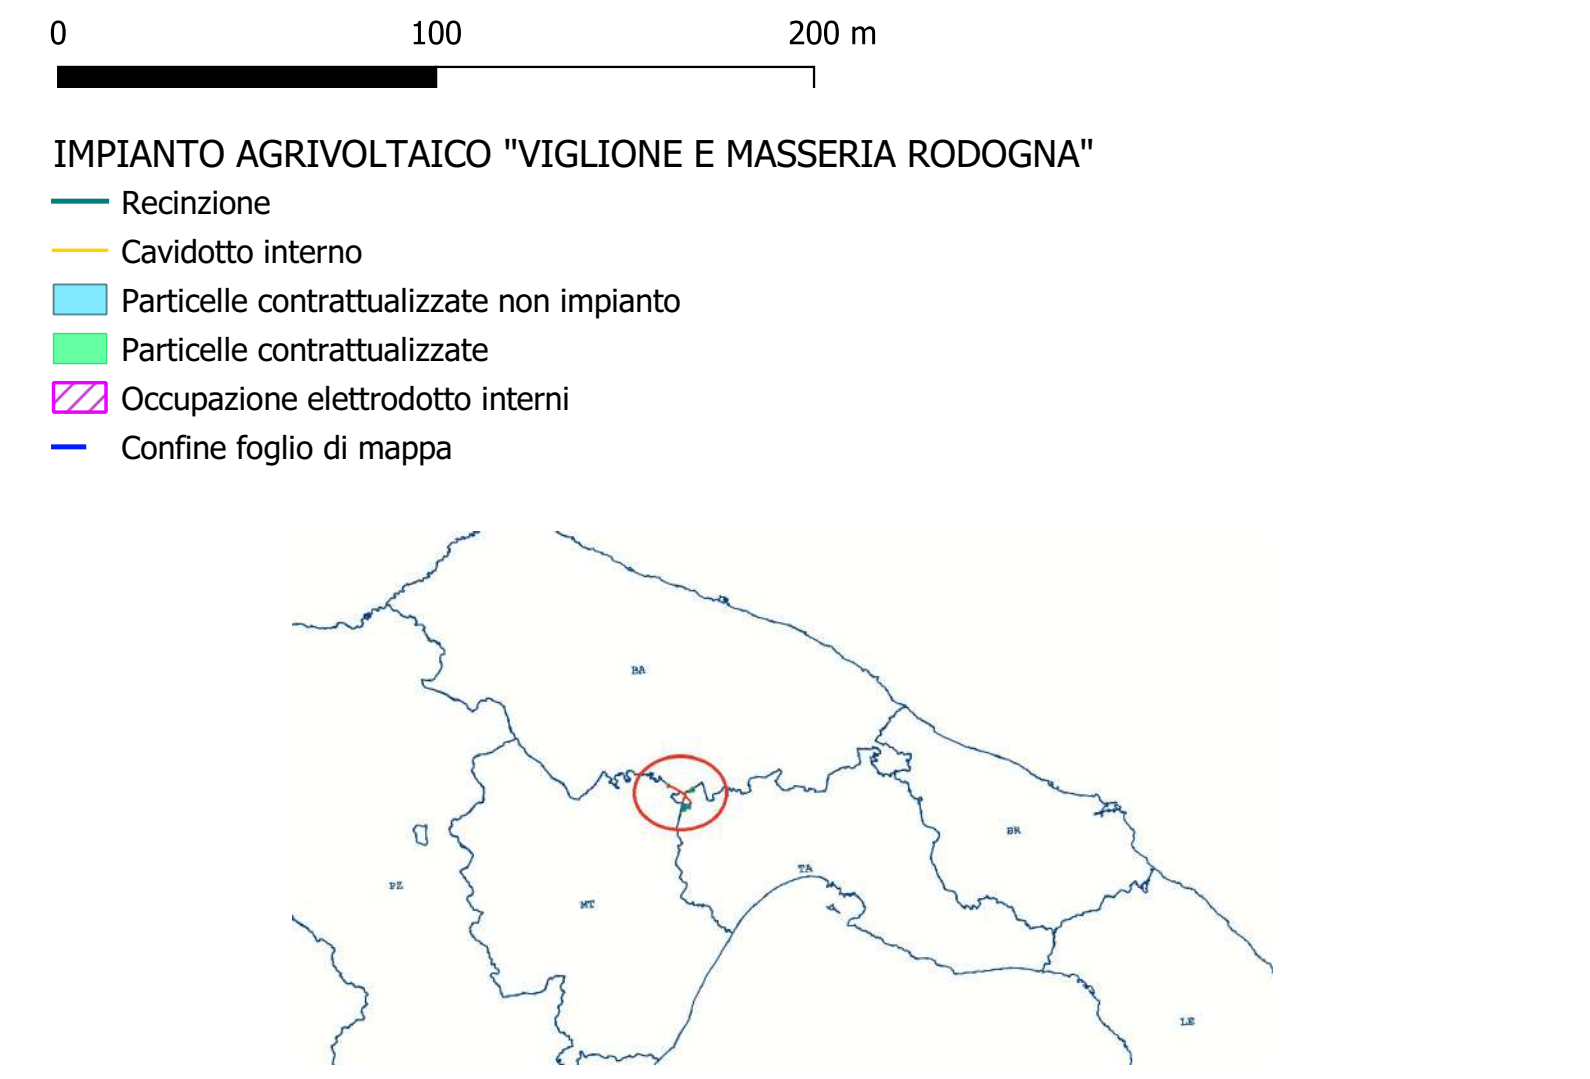 0 100 200 m
IMPIANTO AGRIVOLTAICO "VIGLIONE E MASSERIA RODOGNA"
Recinzione
Cavidotto interno
Particelle contrattualizzate non impianto
Particelle contrattualizzate
Occupazione elettrodotto interni
Confine foglio di mappa
BA
BR
TA
PZ
MT
LE